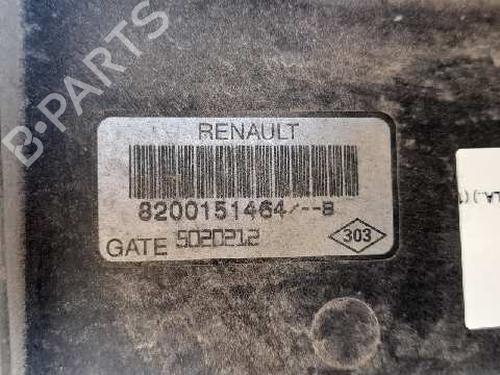 B-PARTS
RENAULT
8200151464/--B
GATE 5020212
303